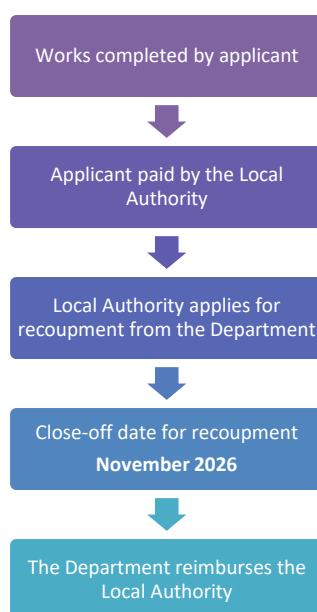 Works completed by applicant
Applicant paid by the Local
Authority
Local Authority applies for
recoupment from the Department
Close-off date for recoupment
November 2026
The Department reimburses the
Local Authority